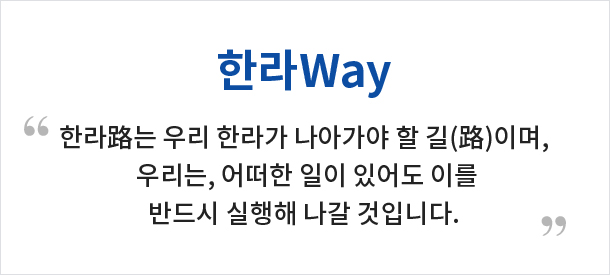 한라Way
“ 한라路는 우리 한라가 나아가야 할 길(路)이며,
우리는, 어떠한 일이 있어도 이를
반드시 실행해 나갈 것입니다. ”